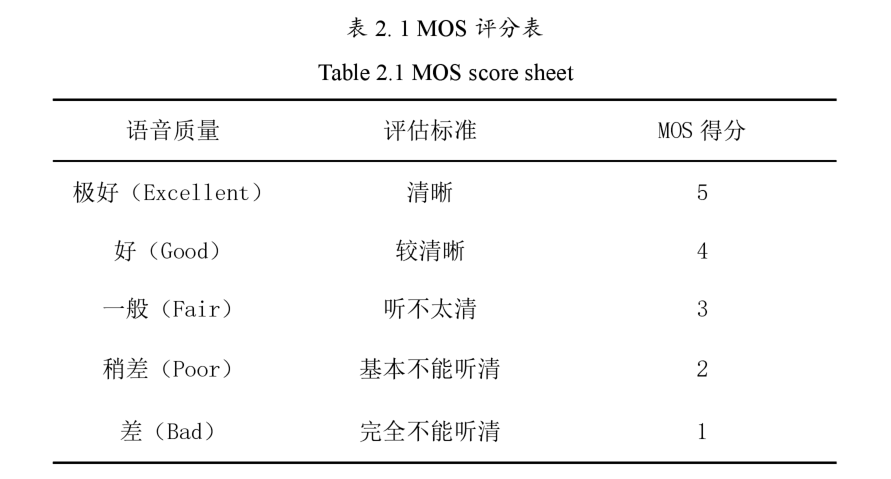 表 2.1 MOS 评分表
Table 2.1 MOS score sheet
语音质量 评估标准 MOS 得分
极好（Excellent） 清晰 5
好（Good） 较清晰 4
一般（Fair） 听不太清 3
稍差（Poor） 基本不能听清 2
差（Bad） 完全不能听清 1